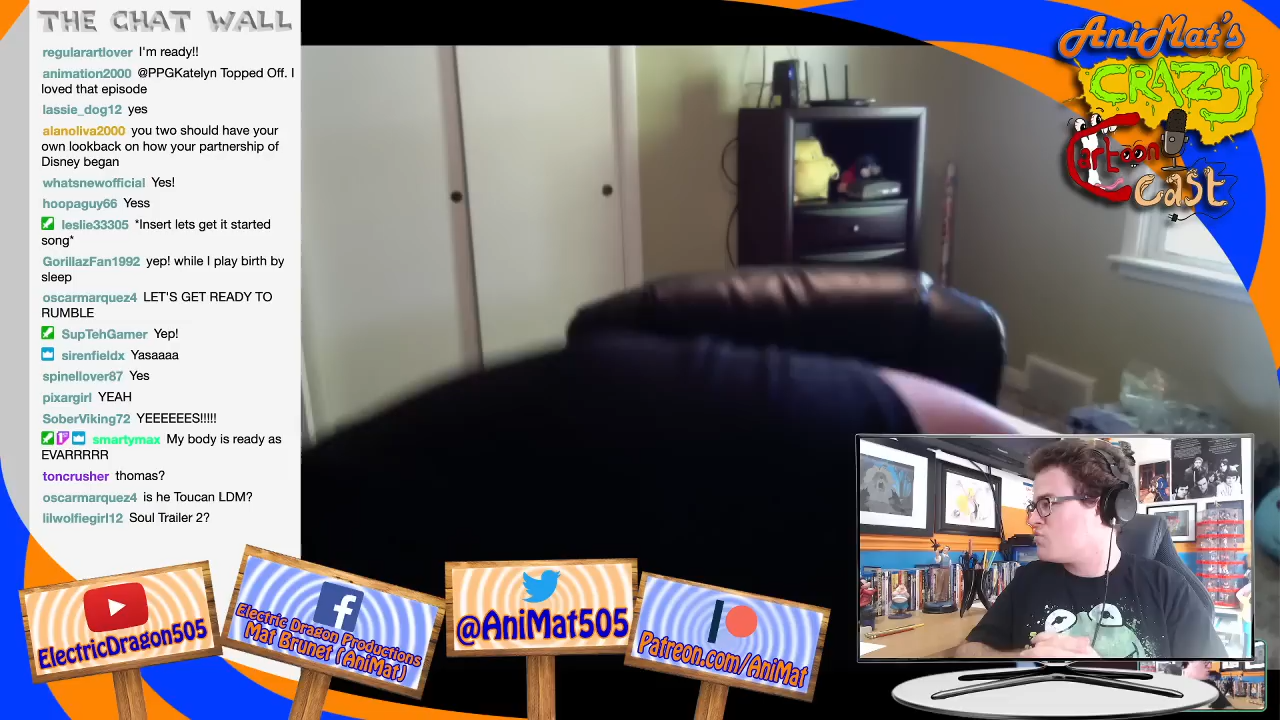 THE CHAT WALL
regularartlover I'm ready!!
animation2000 @PPGKatelyn Topped Off. I
loved that episode
lassie_dog12 yes
alanoliva2000 you two should have your
own lookback on how your partnership of
Disney began
whatsnewofficial Yes!
hoopaguy66 Yess
leslie33305 *Insert lets get it started
song*
GorillazFan1992 yep! while I play birth by
sleep
oscarmarquez4 LET'S GET READY TO
RUMBLE
SupTehGamer Yep!
sirenfieldx Yasaaaa
spinellover87 Yes
pixargirl YEAH
SoberViking72 YEEEEEES!!!!!
smartymax My body is ready as
EVARRRRR
toncrusher thomas?
oscarmarquez4 is he Toucan LDM?
lilwolfiegirl12 Soul Trailer 2?
AniMat's
CRAZY
Cartoon
Cast
ElectricDragon505
Electric Dragon Productions
Mat Brunet (AniMat)
@AniMat505
Patreon.com/AniMat